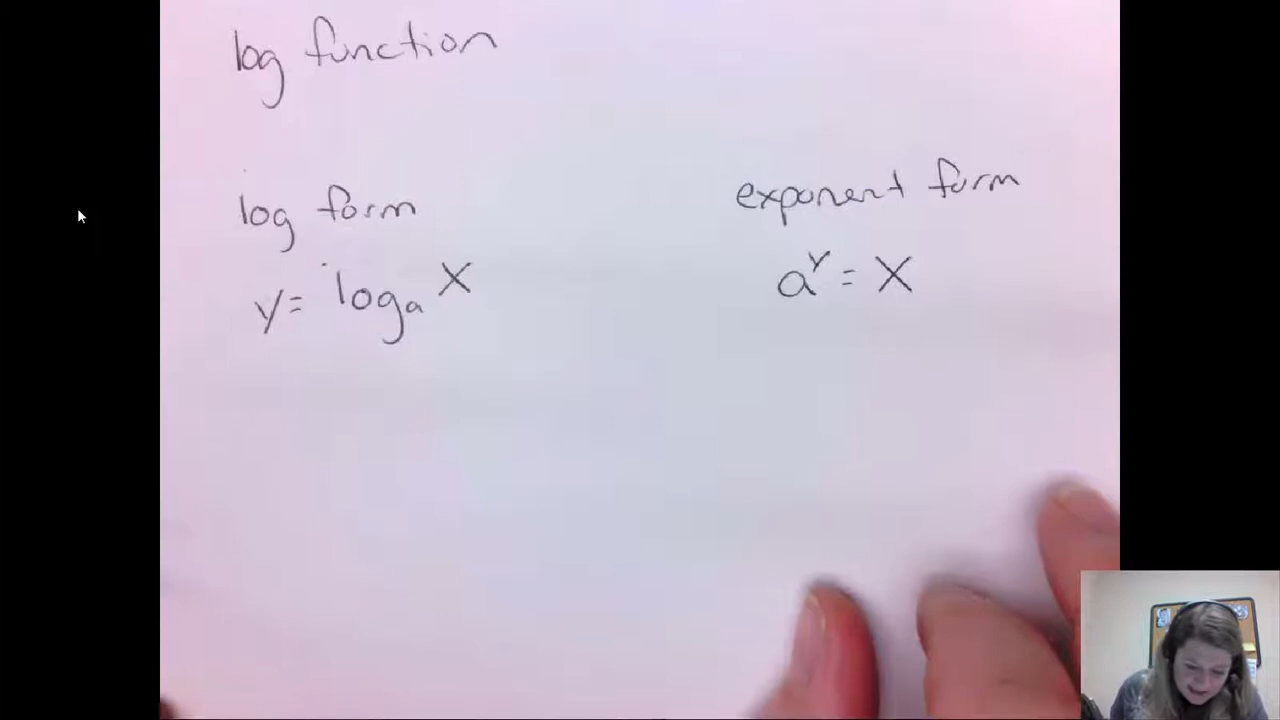 log function
log form
y = logₐ X
exponent form
a^y = X